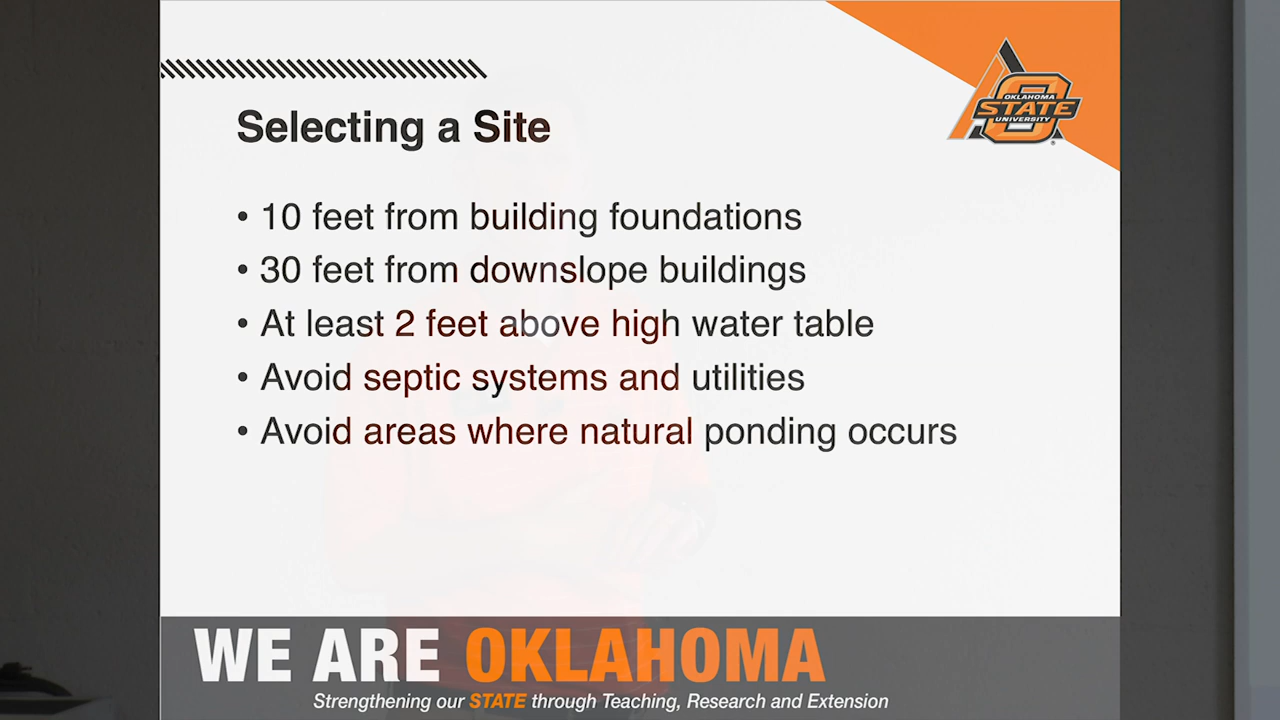 Selecting a Site
OKLAHOMA
STATE
UNIVERSITY
• 10 feet from building foundations
• 30 feet from downslope buildings
• At least 2 feet above high water table
• Avoid septic systems and utilities
• Avoid areas where natural ponding occurs
WE ARE OKLAHOMA
Strengthening our STATE through Teaching, Research and Extension